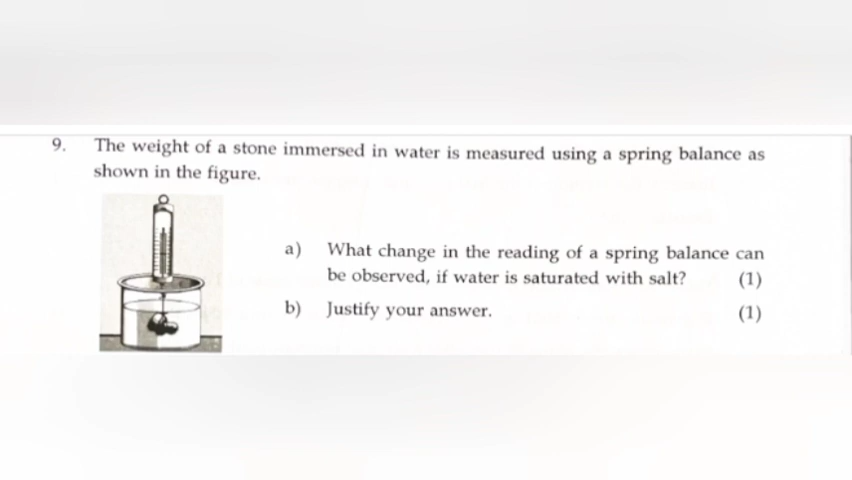 9. The weight of a stone immersed in water is measured using a spring balance as
shown in the figure.
a) What change in the reading of a spring balance can
be observed, if water is saturated with salt? (1)
b) Justify your answer. (1)